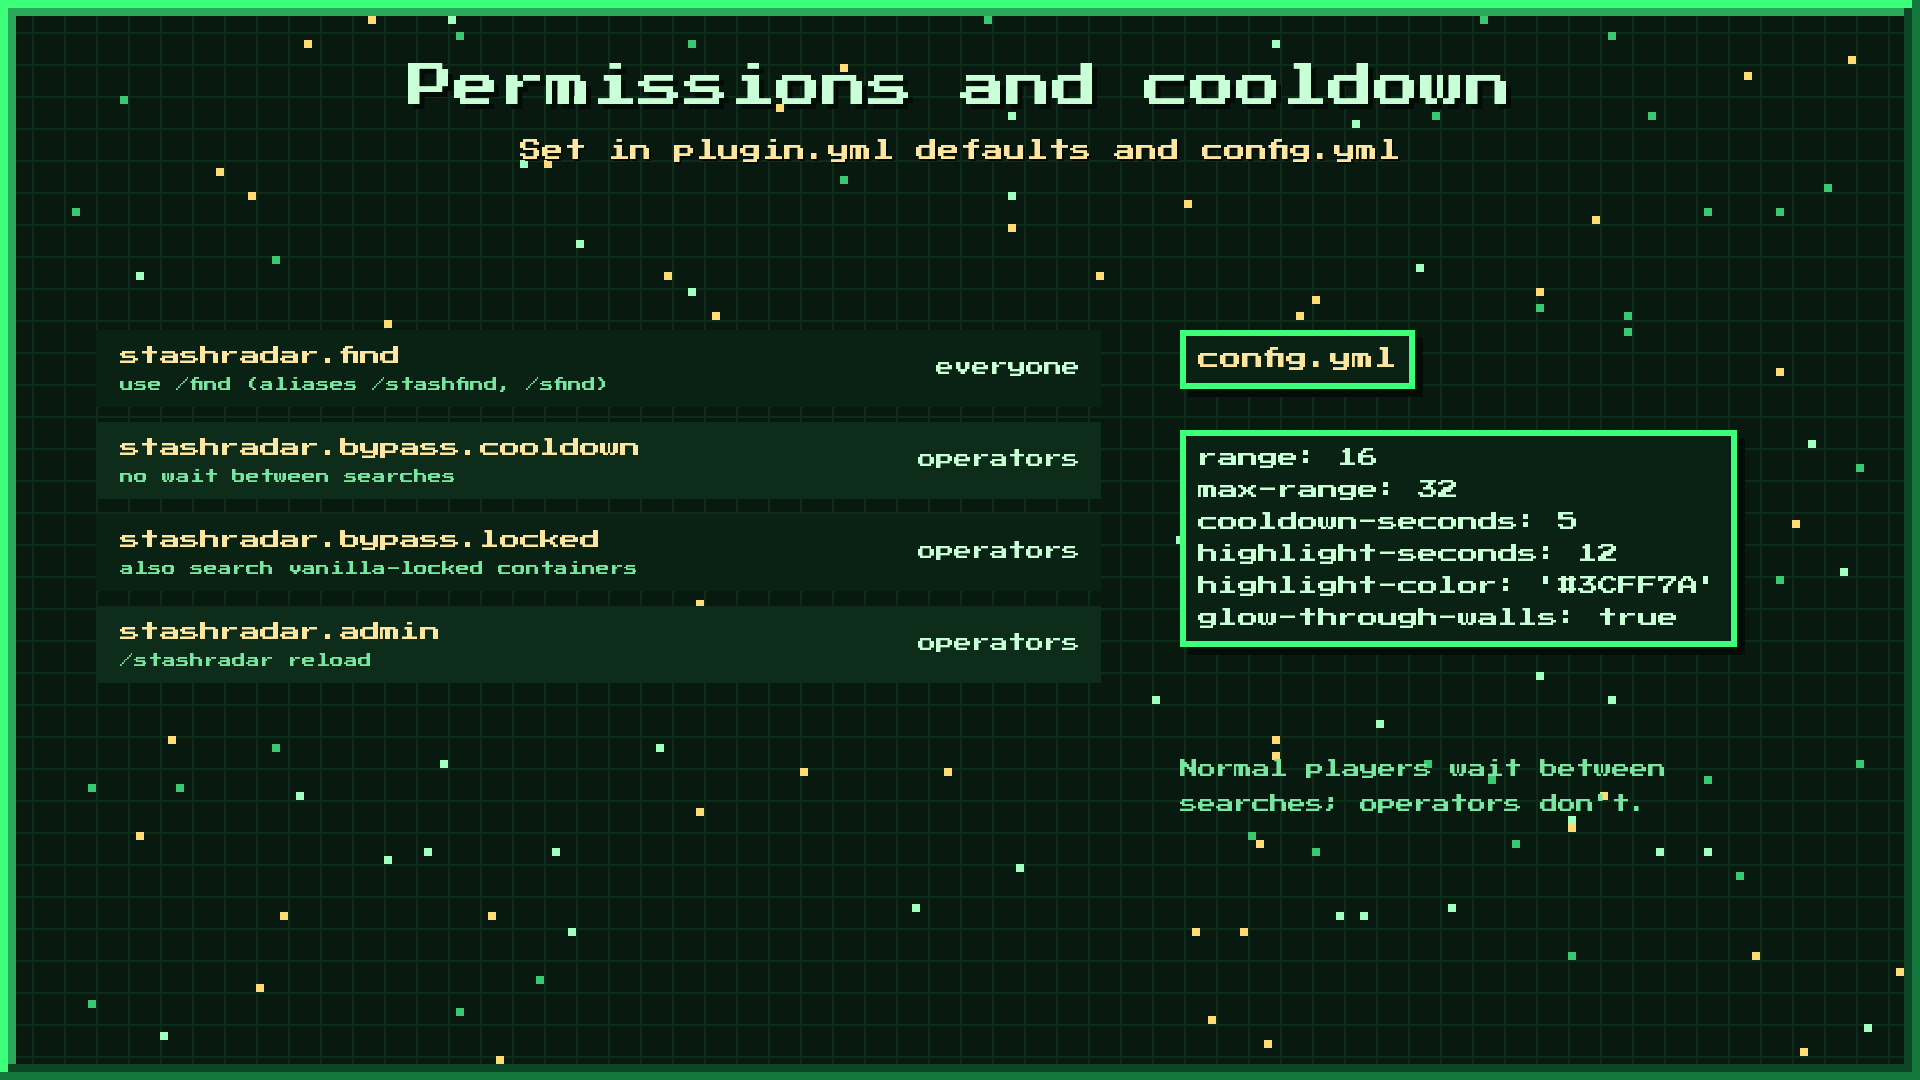 Permissions and cooldown
Set in plugin.yml defaults and config.yml
stashradar.find
use /find (aliases /stashfind, /sfind)
everyone
stashradar.bypass.cooldown
no wait between searches
operators
stashradar.bypass.locked
also search vanilla-locked containers
operators
stashradar.admin
/stashradar reload
operators
config.yml
range: 16
max-range: 32
cooldown-seconds: 5
highlight-seconds: 12
highlight-color: '#3CFF7A'
glow-through-walls: true
Normal players wait between
searches; operators don't.